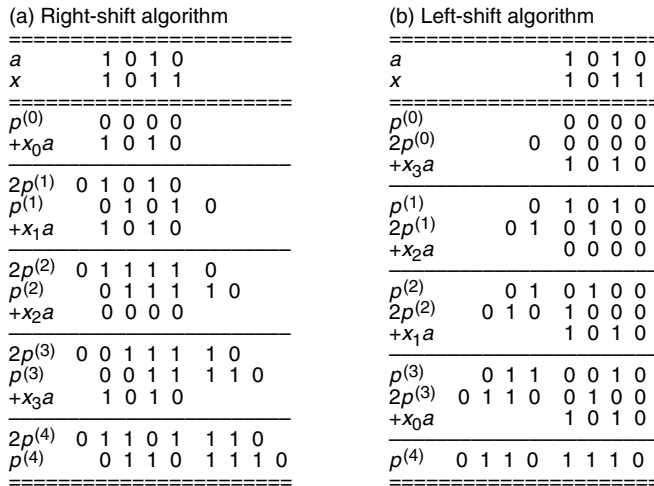 (a) Right-shift algorithm
========================
a 1 0 1 0
x 1 0 1 1
========================
p(0) 0 0 0 0
+x0a 1 0 1 0
————————————————
2p(1) 0 1 0 1 0
p(1) 0 1 0 1 0
+x1a 1 0 1 0
————————————————
2p(2) 0 1 1 1 1 0
p(2) 0 1 1 1 1 0
+x2a 0 0 0 0
————————————————
2p(3) 0 0 1 1 1 1 0
p(3) 0 0 1 1 1 1 0
+x3a 1 0 1 0
————————————————
2p(4) 0 1 1 0 1 1 1 0
p(4) 0 1 1 0 1 1 1 0
========================
(b) Left-shift algorithm
========================
a 1 0 1 0
x 1 0 1 1
========================
p(0) 0 0 0 0
2p(0) 0 0 0 0 0
+x3a 1 0 1 0
————————————————
p(1) 0 1 0 1 0
2p(1) 0 1 0 1 0 0
+x2a 0 0 0 0
————————————————
p(2) 0 1 0 1 0 0
2p(2) 0 1 0 1 0 0 0
+x1a 1 0 1 0
————————————————
p(3) 0 1 1 0 0 1 0
2p(3) 0 1 1 0 0 1 0 0
+x0a 1 0 1 0
————————————————
p(4) 0 1 1 0 1 1 1 0
========================